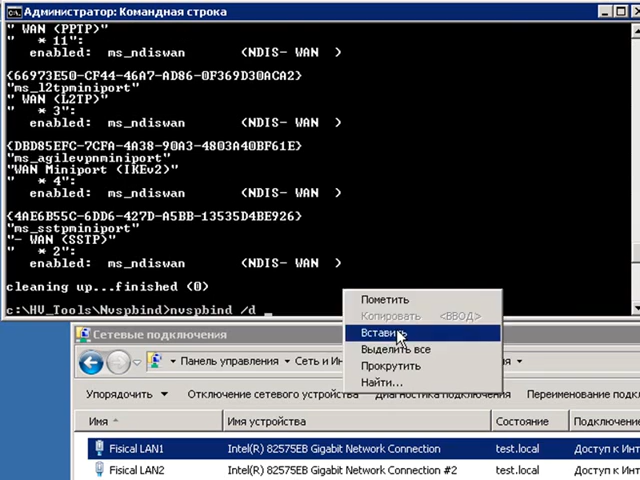 Администратор: Командная строка
" WAN (PPTP)"
" * 11":
enabled: ms_ndiswan (NDIS- WAN )
{66973E50-CF44-46A7-AD86-0F369D30ACA2}
"ms_l2tpminiport"
" WAN (L2TP)"
" * 3":
enabled: ms_ndiswan (NDIS- WAN )
{DBD85EFC-7CFA-4A38-90A3-4803A40BF61E}
"ms_agilevpnminiport"
"WAN Miniport (IKEv2)"
" * 4":
enabled: ms_ndiswan (NDIS- WAN )
{4AE6B55C-6DD6-427D-A5BB-13535D4BE926}
"ms_sstpminiport"
"- WAN (SSTP)"
" * 2":
enabled: ms_ndiswan (NDIS- WAN )
cleaning up...finished (0)
c:\HV_Tools\Nvspbind>nvspbind /d _
Пометить
Копировать <ВВОД>
Вставить
Выделить все
Прокрутить
Найти...
Сетевые подключения
Панель управления Сеть и Ин
Упорядочить Отключение сетевого устройства Диагностика подключения Переименование подкл
Имя Имя устройства Состояние Подключение
Fisical LAN1 Intel(R) 82575EB Gigabit Network Connection test.local Доступ к Инт
Fisical LAN2 Intel(R) 82575EB Gigabit Network Connection #2 test.local Доступ к Инт